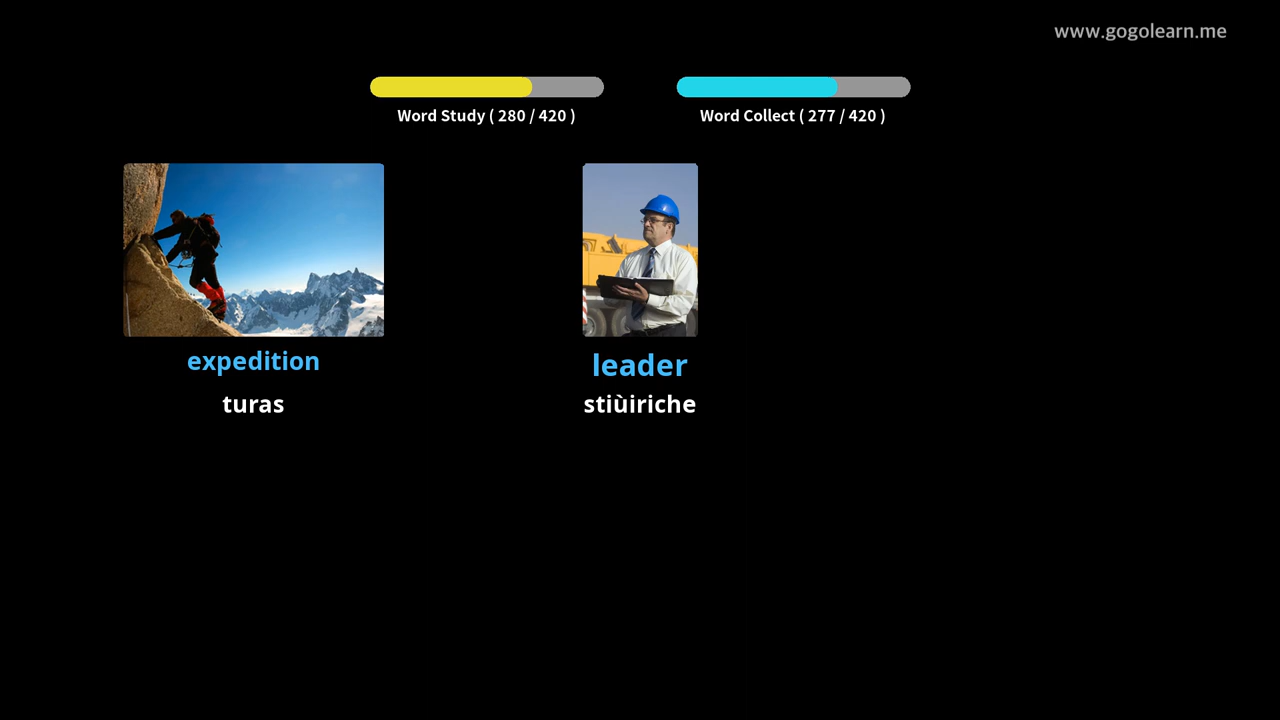 www.gogolearn.me
Word Study ( 280 / 420 )
Word Collect ( 277 / 420 )
expedition
turas
leader
stiùiriche